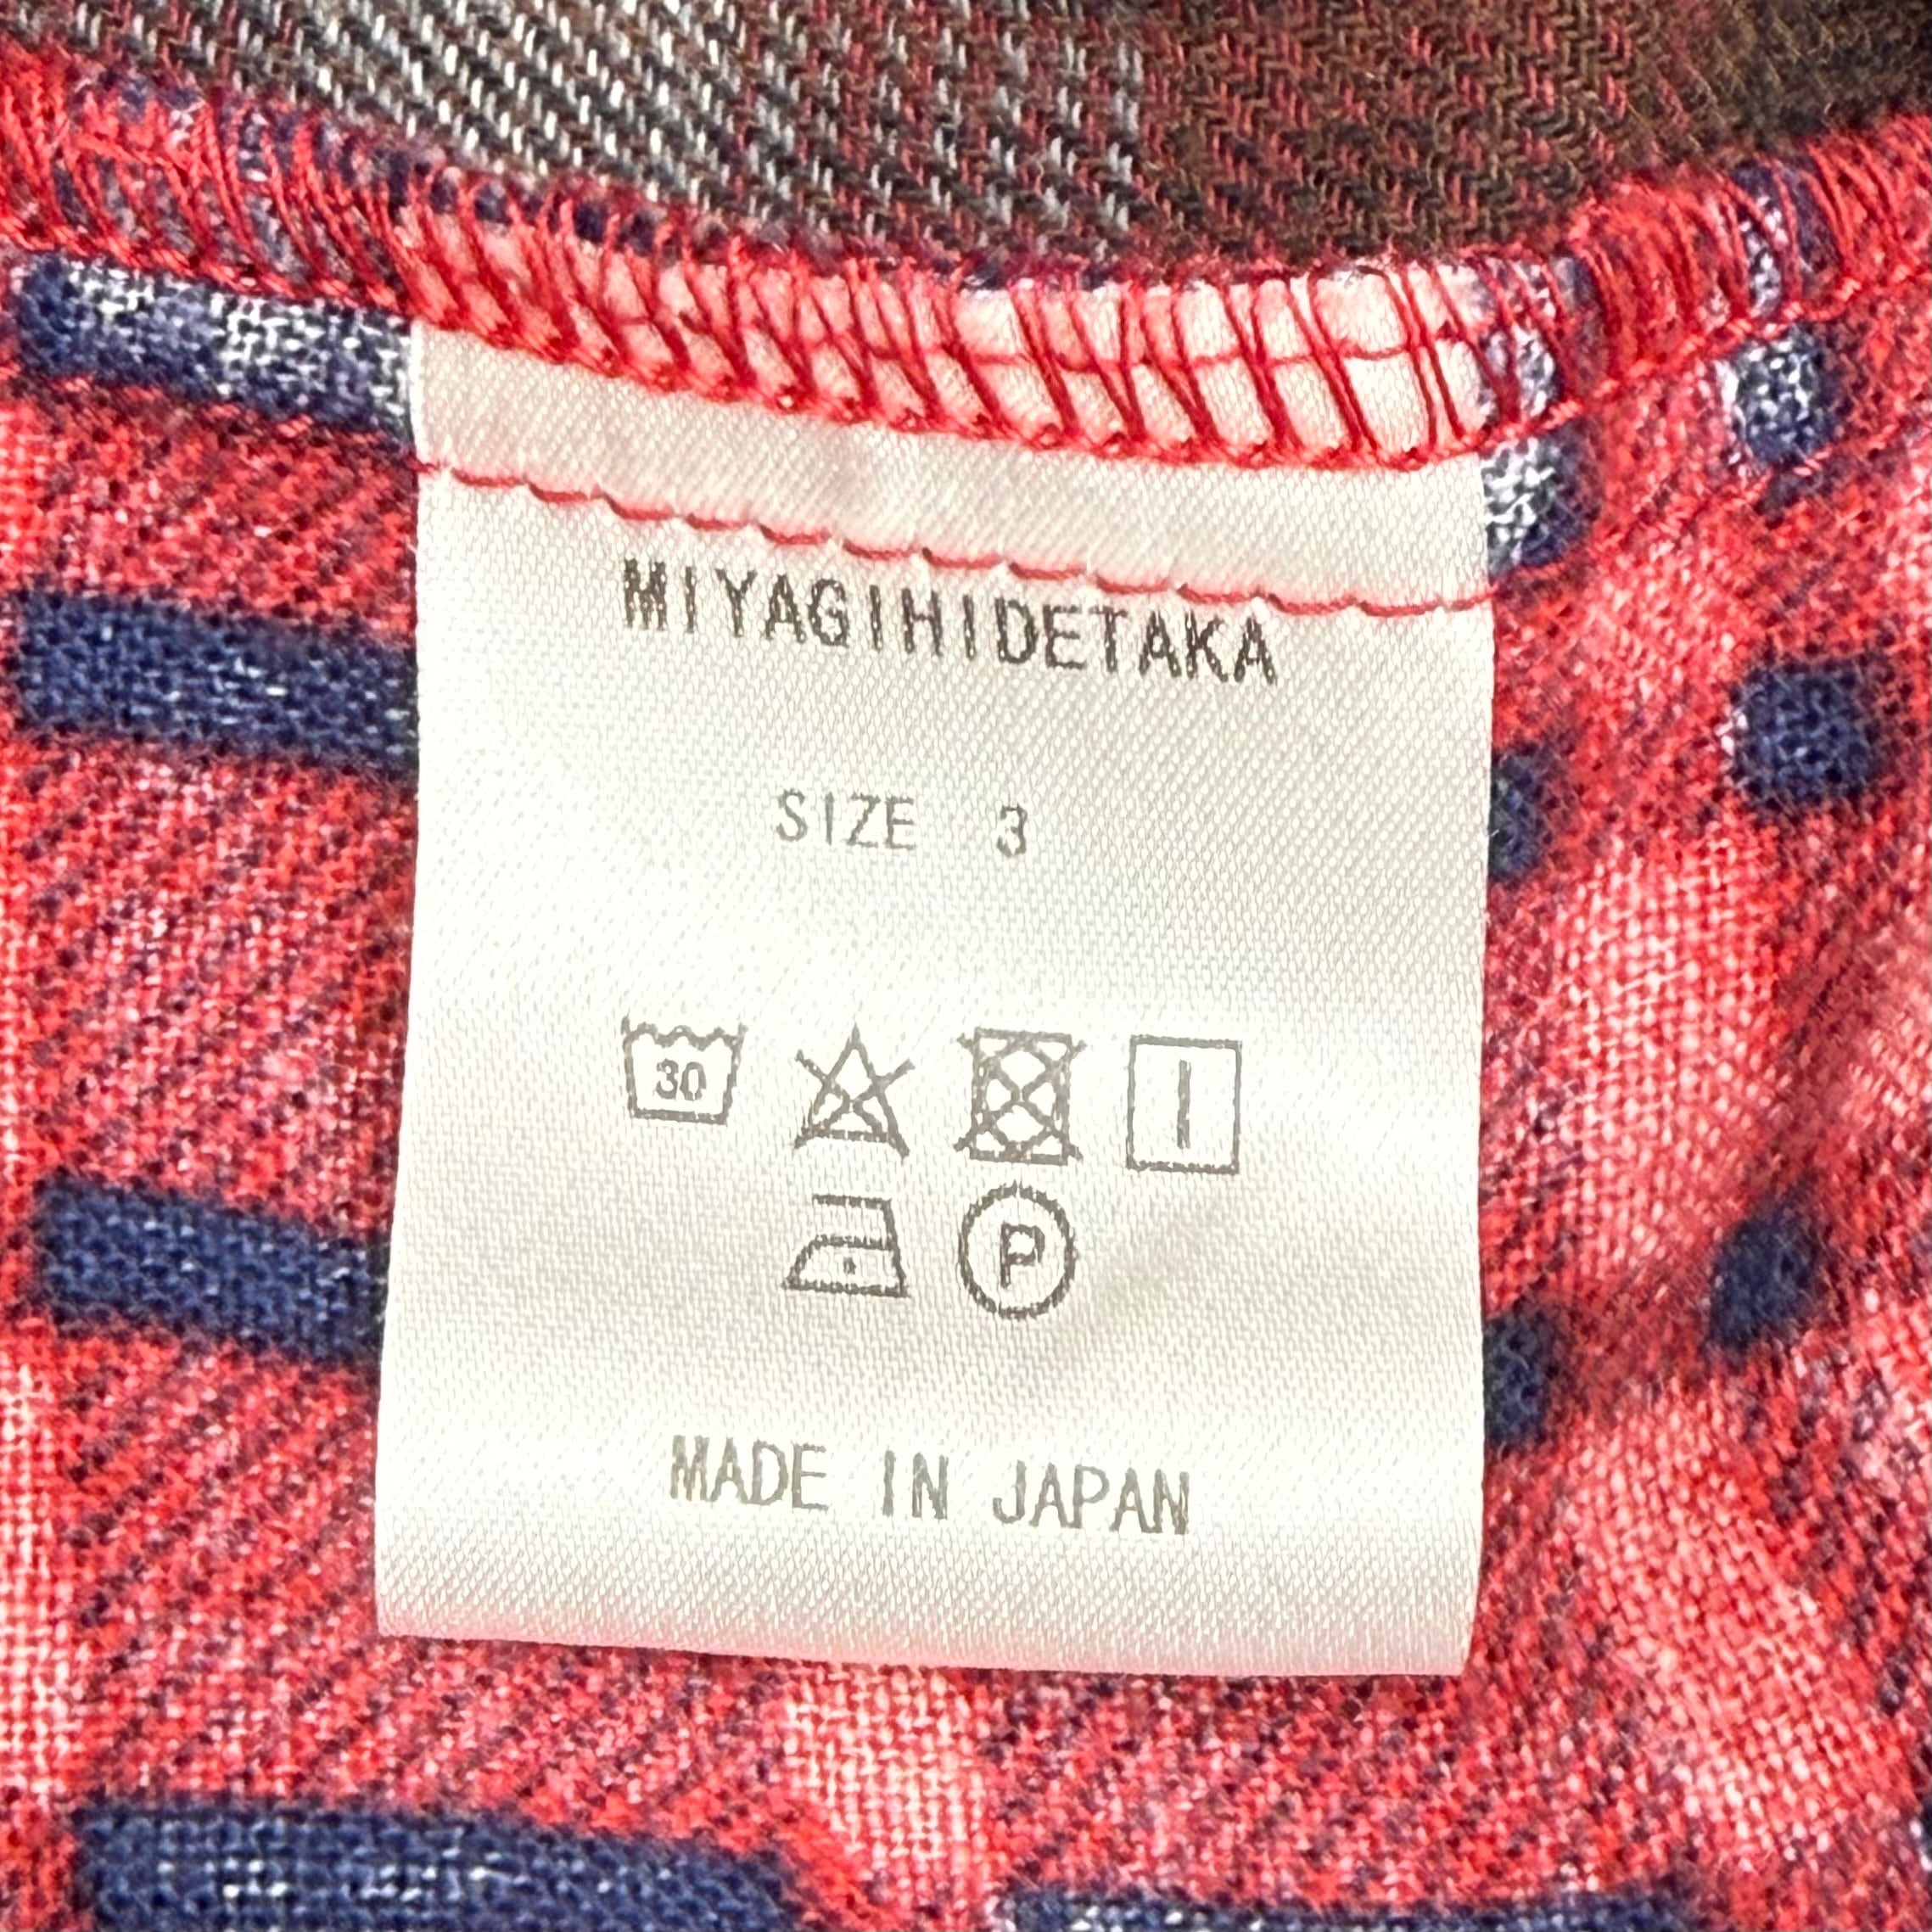 MIYAGIHIDETAKA
SIZE 3
30
P
MADE IN JAPAN